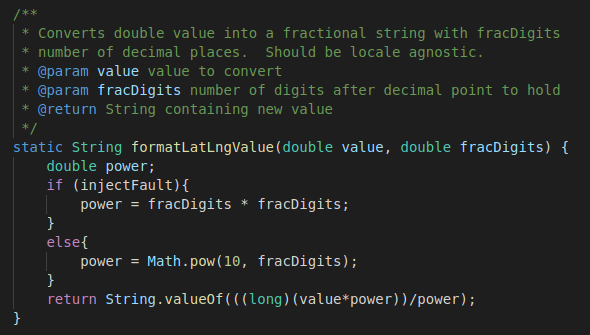 /**
 * Converts double value into a fractional string with fracDigits
 * number of decimal places.  Should be locale agnostic.
 * @param value value to convert
 * @param fracDigits number of digits after decimal point to hold
 * @return String containing new value
 */
static String formatLatLngValue(double value, double fracDigits) {
    double power;
    if (injectFault){
        power = fracDigits * fracDigits;
    }
    else{
        power = Math.pow(10, fracDigits);
    }
    return String.valueOf(((long)(value*power))/power);
}